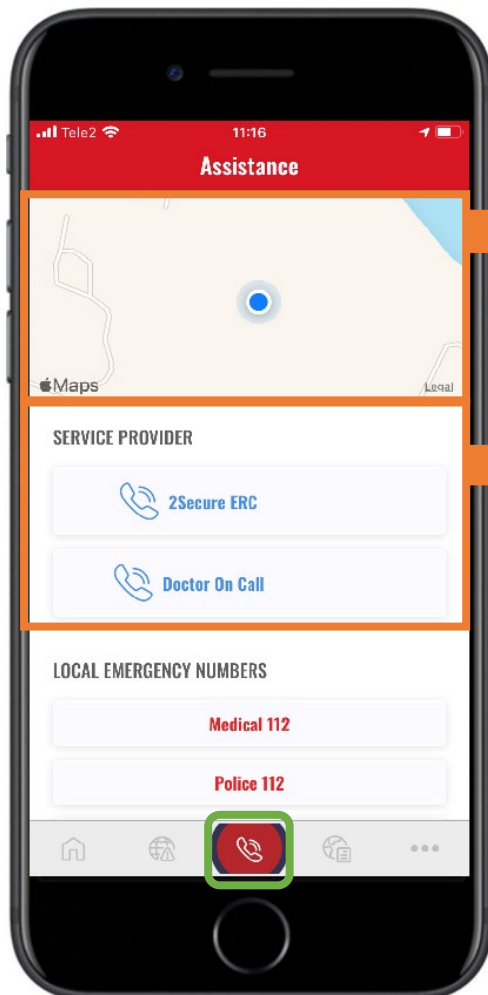 Tele2 11:16
Assistance
Maps Legal
SERVICE PROVIDER
2Secure ERC
Doctor On Call
LOCAL EMERGENCY NUMBERS
Medical 112
Police 112